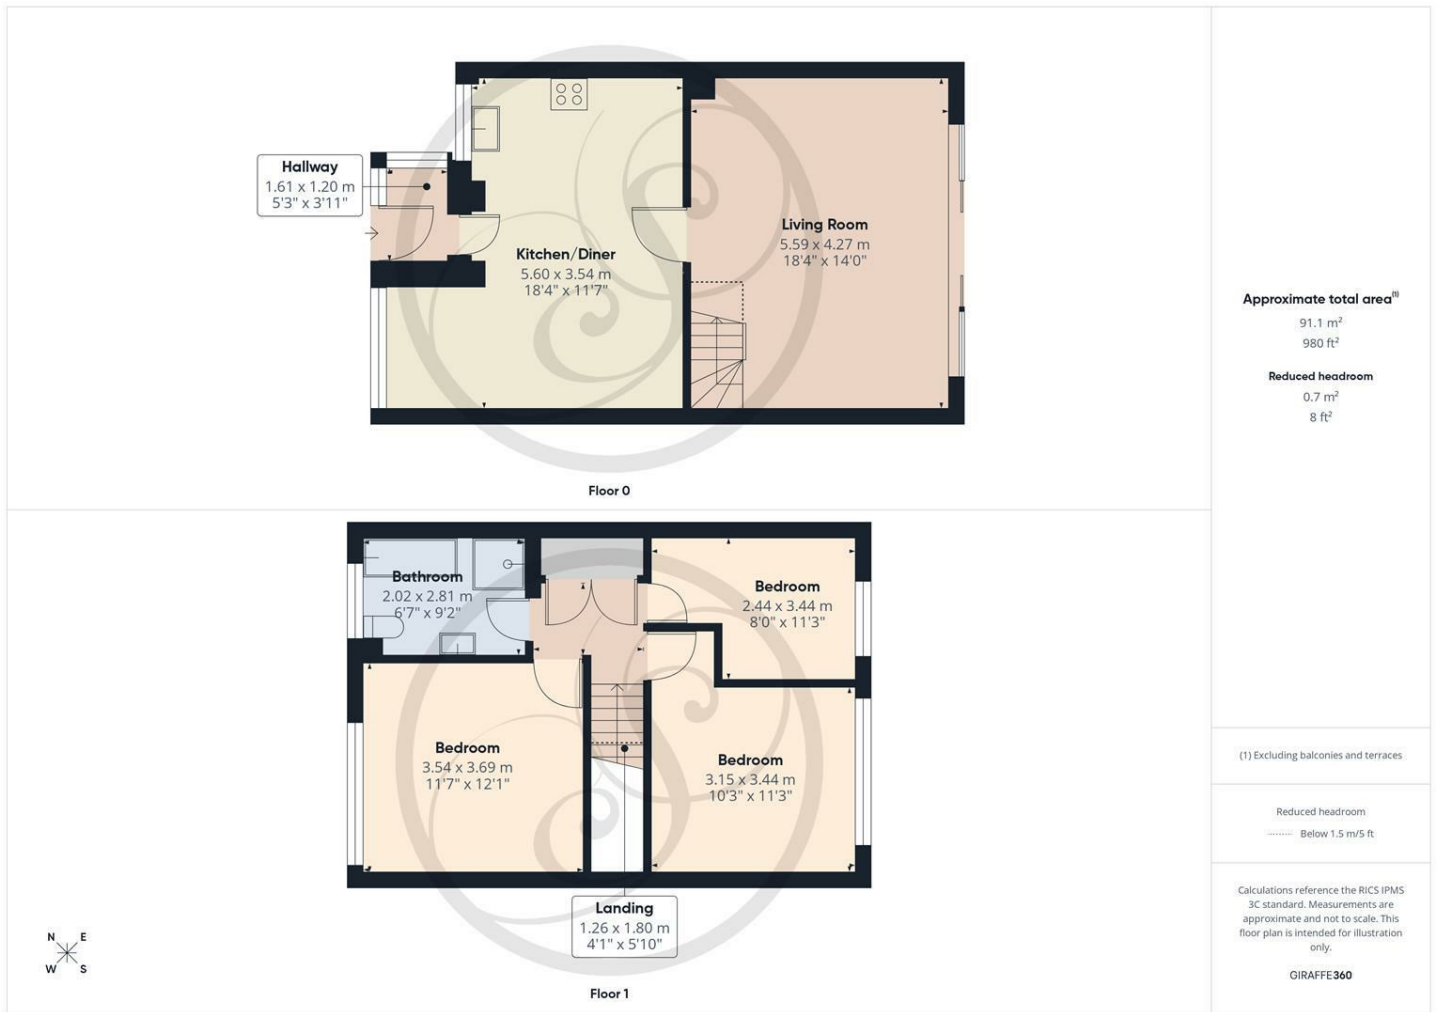 Hallway
1.61 x 1.20 m
5'3" x 3'11"
Kitchen/Diner
5.60 x 3.54 m
18'4" x 11'7"
Living Room
5.59 x 4.27 m
18'4" x 14'0"
Floor 0
Bathroom
2.02 x 2.81 m
6'7" x 9'2"
Bedroom
2.44 x 3.44 m
8'0" x 11'3"
Bedroom
3.54 x 3.69 m
11'7" x 12'1"
Bedroom
3.15 x 3.44 m
10'3" x 11'3"
Landing
1.26 x 1.80 m
4'1" x 5'10"
Floor 1
N E
W S
Approximate total area(1)
91.1 m²
980 ft²
Reduced headroom
0.7 m²
8 ft²
(1) Excluding balconies and terraces
Reduced headroom
Below 1.5 m/5 ft
Calculations reference the RICS IPMS
3C standard. Measurements are
approximate and not to scale. This
floor plan is intended for illustration
only.
GIRAFFE360